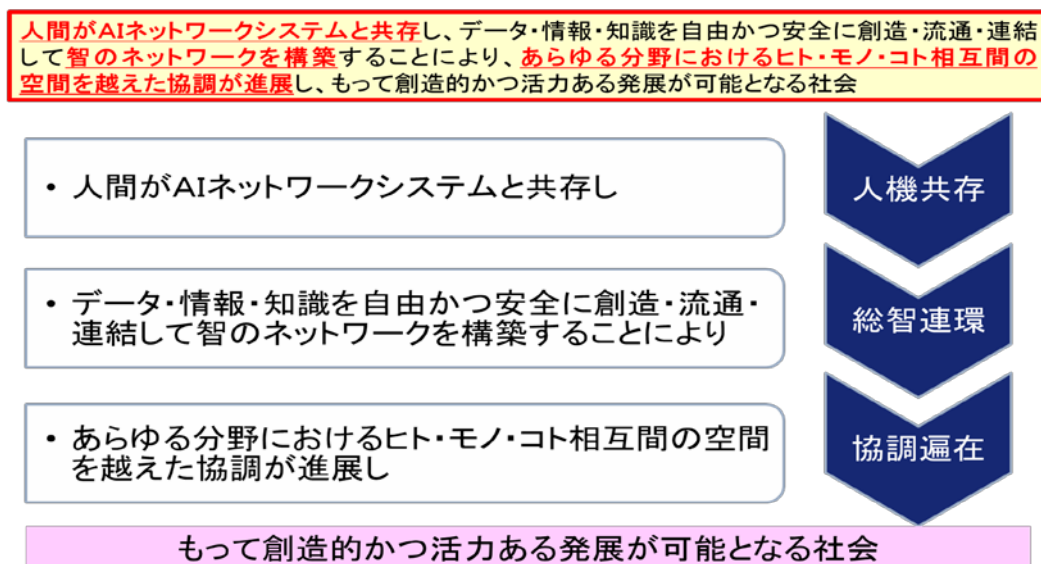 人間がAIネットワークシステムと共存し、データ・情報・知識を自由かつ安全に創造・流通・連結
して智のネットワークを構築することにより、あらゆる分野におけるヒト・モノ・コト相互間の
空間を越えた協調が進展し、もって創造的かつ活力ある発展が可能となる社会
・人間がAIネットワークシステムと共存し
人機共存
・データ・情報・知識を自由かつ安全に創造・流通・
連結して智のネットワークを構築することにより
総智連環
・あらゆる分野におけるヒト・モノ・コト相互間の空間
を越えた協調が進展し
協調遍在
もって創造的かつ活力ある発展が可能となる社会